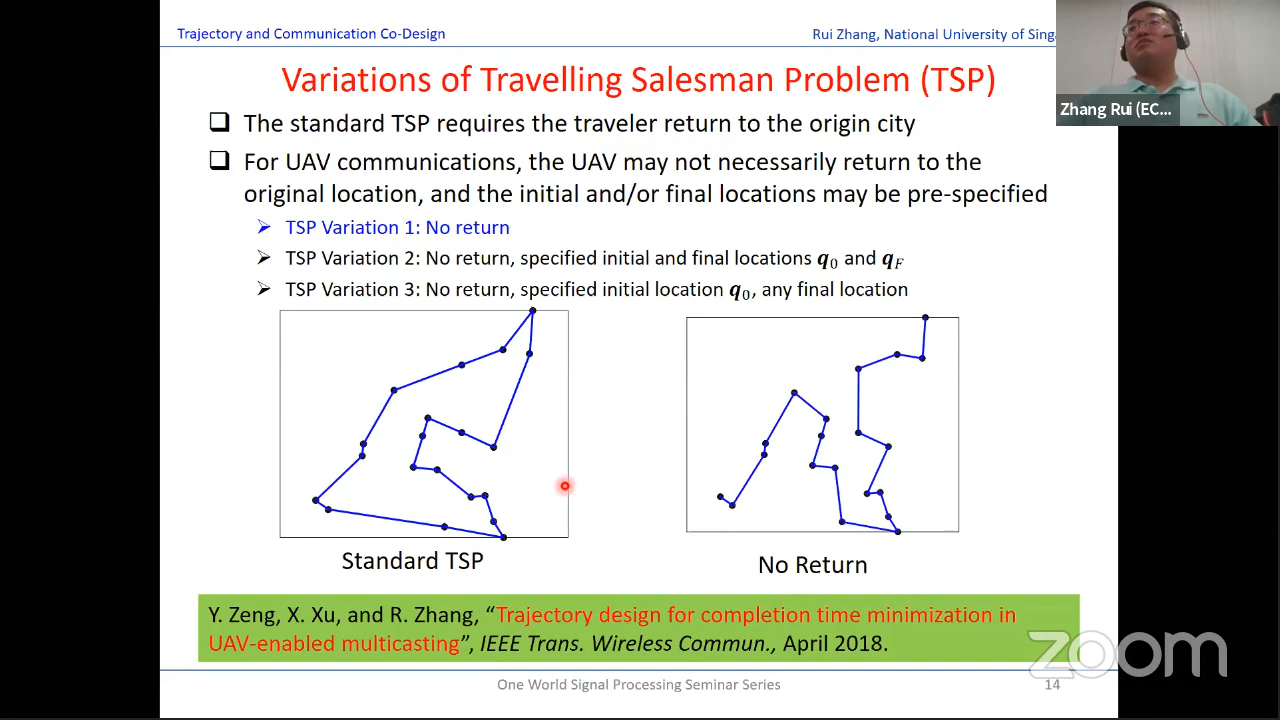 Trajectory and Communication Co-Design
Rui Zhang, National University of Sing
Zhang Rui (EC...
Variations of Travelling Salesman Problem (TSP)
❑ The standard TSP requires the traveler return to the origin city
❑ For UAV communications, the UAV may not necessarily return to the
original location, and the initial and/or final locations may be pre-specified
➢ TSP Variation 1: No return
➢ TSP Variation 2: No return, specified initial and final locations q0 and qF
➢ TSP Variation 3: No return, specified initial location q0, any final location
Standard TSP
No Return
Y. Zeng, X. Xu, and R. Zhang, “Trajectory design for completion time minimization in
UAV-enabled multicasting”, IEEE Trans. Wireless Commun., April 2018.
zoom
One World Signal Processing Seminar Series
14